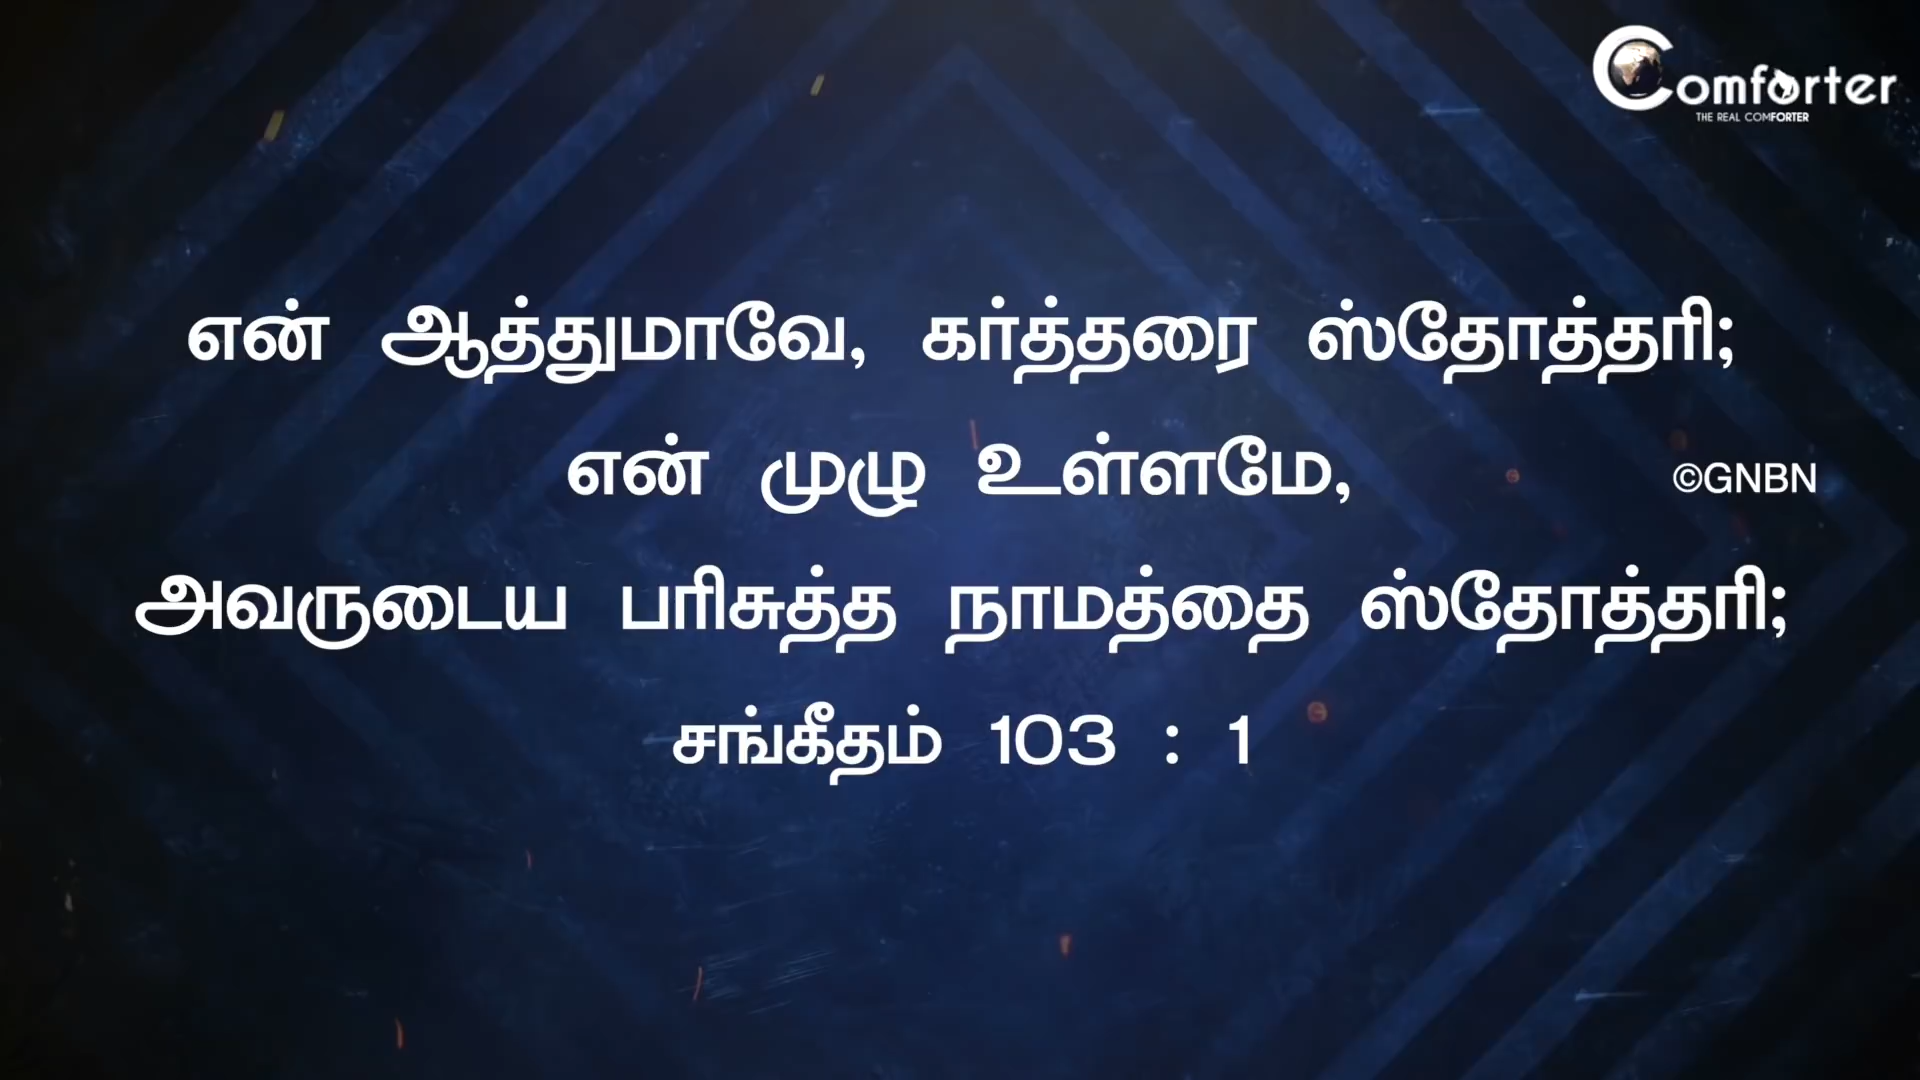 Comforter
THE REAL COMFORTER
என் ஆத்துமாவே, கர்த்தரை ஸ்தோத்தரி;
என் முழு உள்ளமே,
©GNBN
அவருடைய பரிசுத்த நாமத்தை ஸ்தோத்தரி;
சங்கீதம் 103 : 1